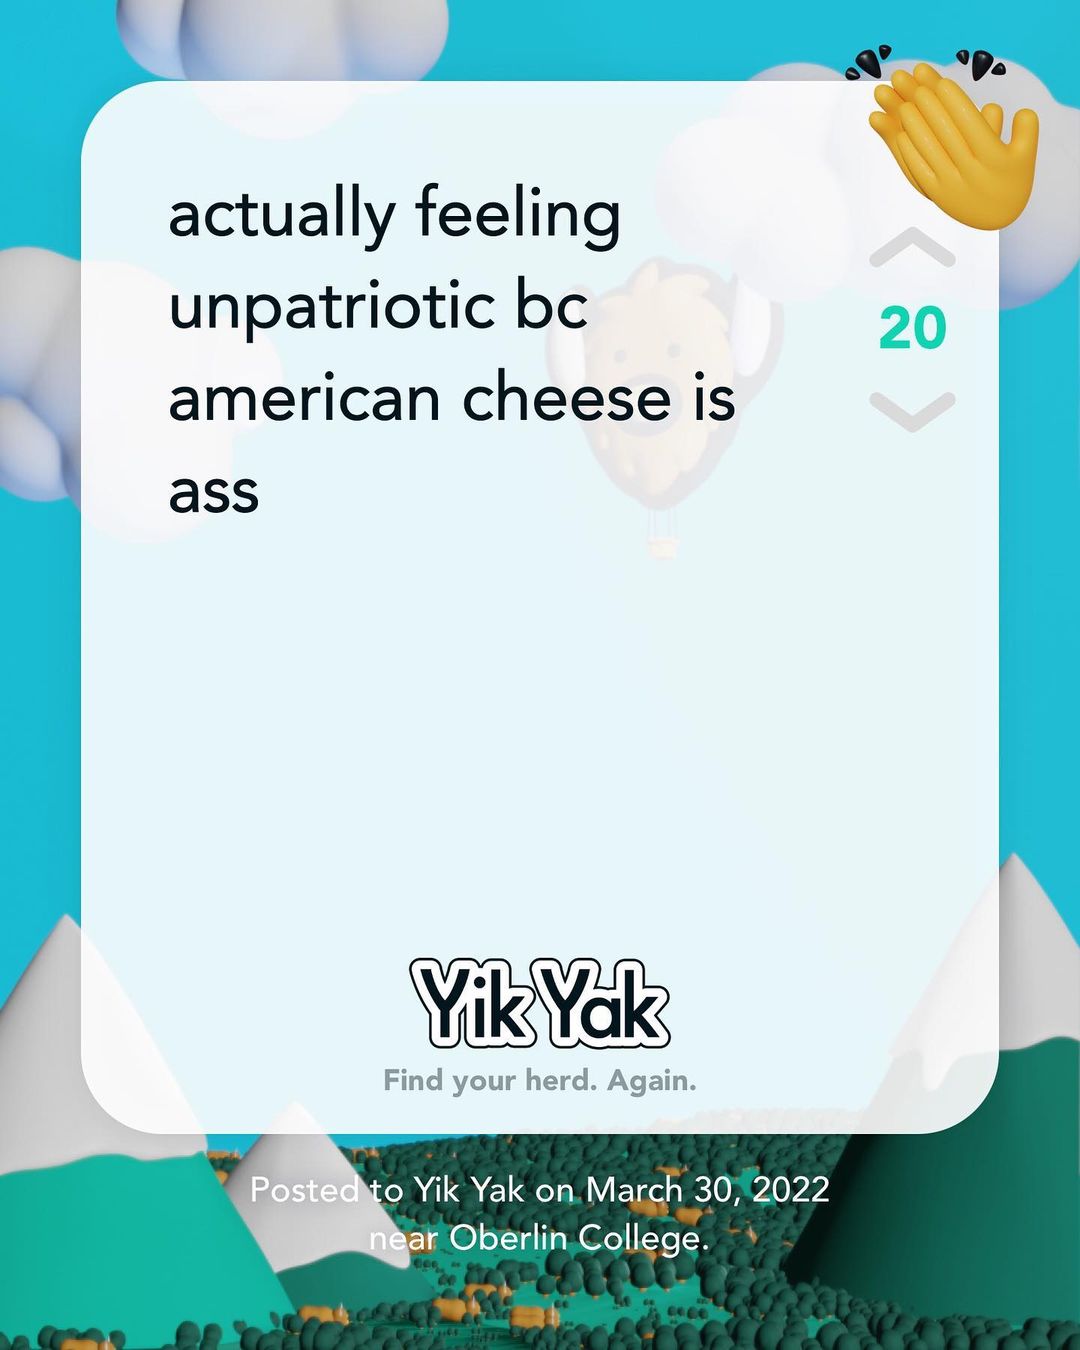 actually feeling
unpatriotic bc
american cheese is
ass
20
Yik Yak
Find your herd. Again.
Posted to Yik Yak on March 30, 2022
near Oberlin College.